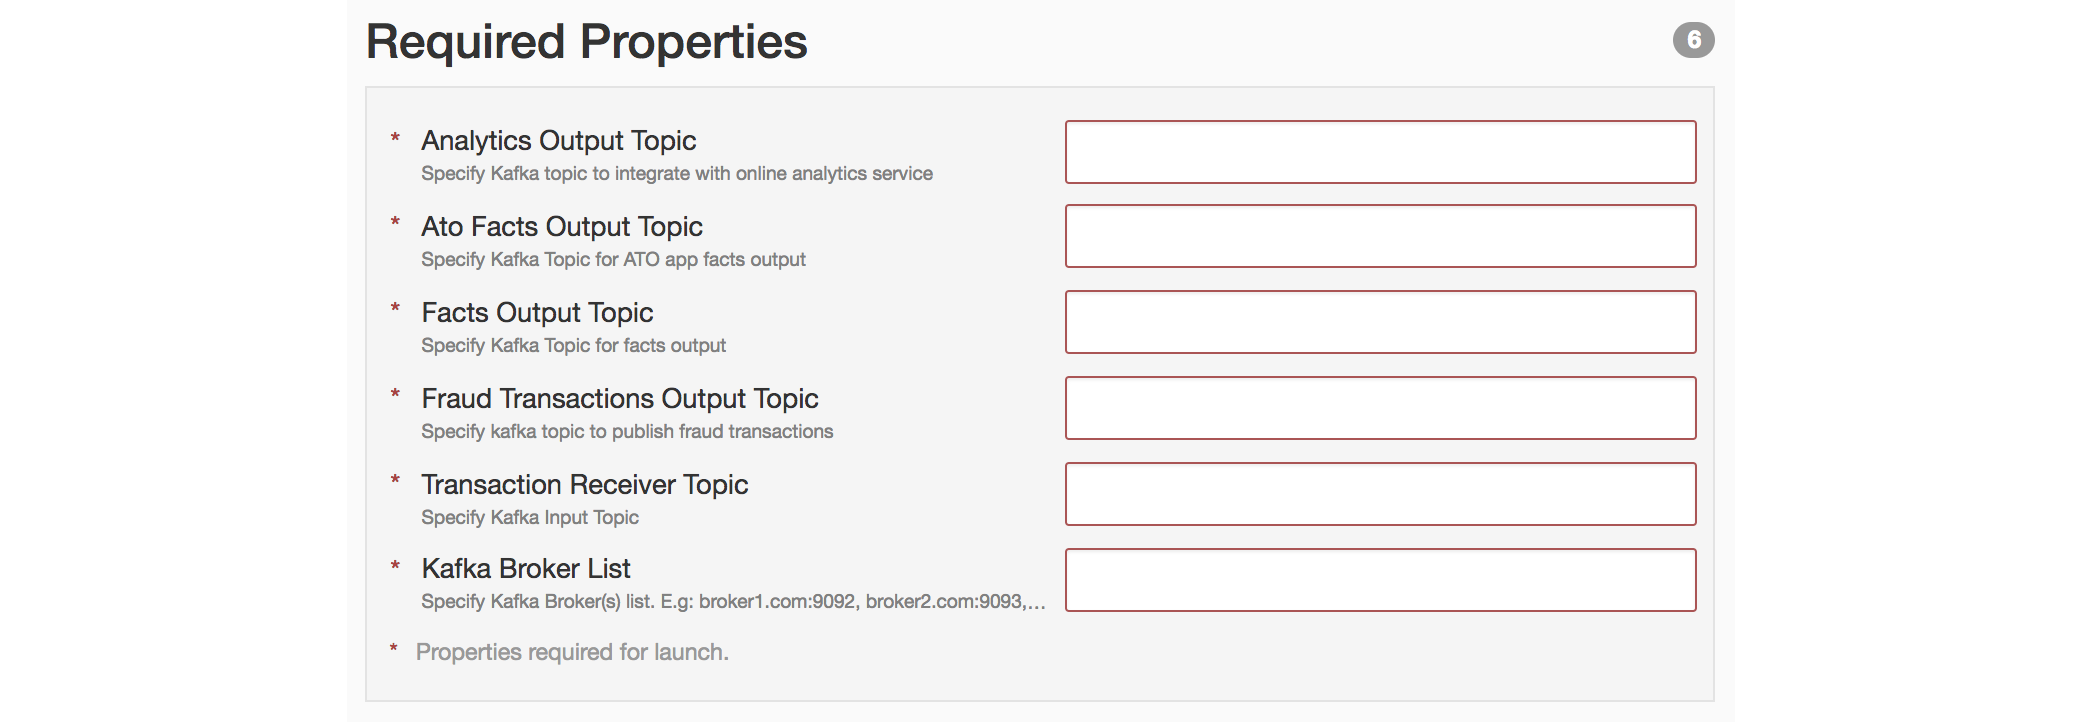 Required Properties
6
* Analytics Output Topic
Specify Kafka topic to integrate with online analytics service
* Ato Facts Output Topic
Specify Kafka Topic for ATO app facts output
* Facts Output Topic
Specify Kafka Topic for facts output
* Fraud Transactions Output Topic
Specify kafka topic to publish fraud transactions
* Transaction Receiver Topic
Specify Kafka Input Topic
* Kafka Broker List
Specify Kafka Broker(s) list. E.g: broker1.com:9092, broker2.com:9093,...
* Properties required for launch.